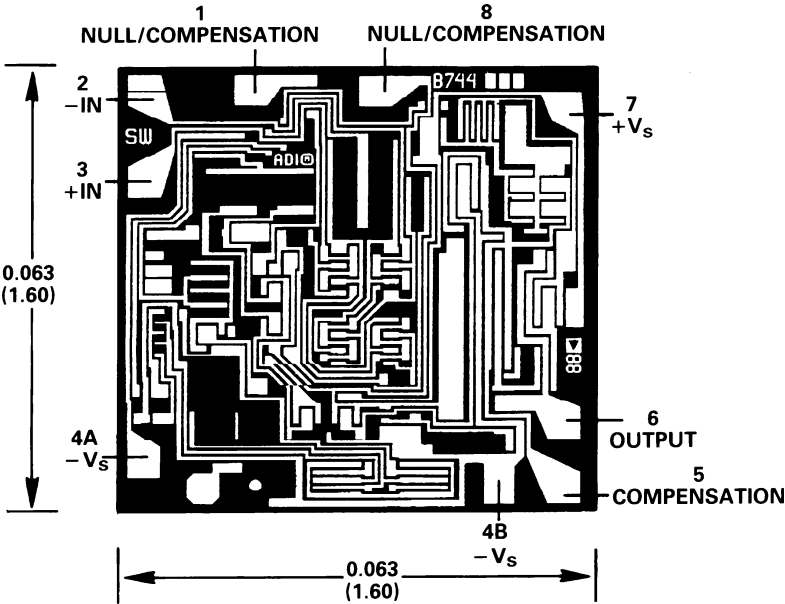 1
NULL/COMPENSATION
8
NULL/COMPENSATION
2
−IN
B744
7
+VS
SW
3
+IN
ADI®
0.063
(1.60)
88
6
OUTPUT
4A
−VS
5
COMPENSATION
4B
−VS
0.063
(1.60)